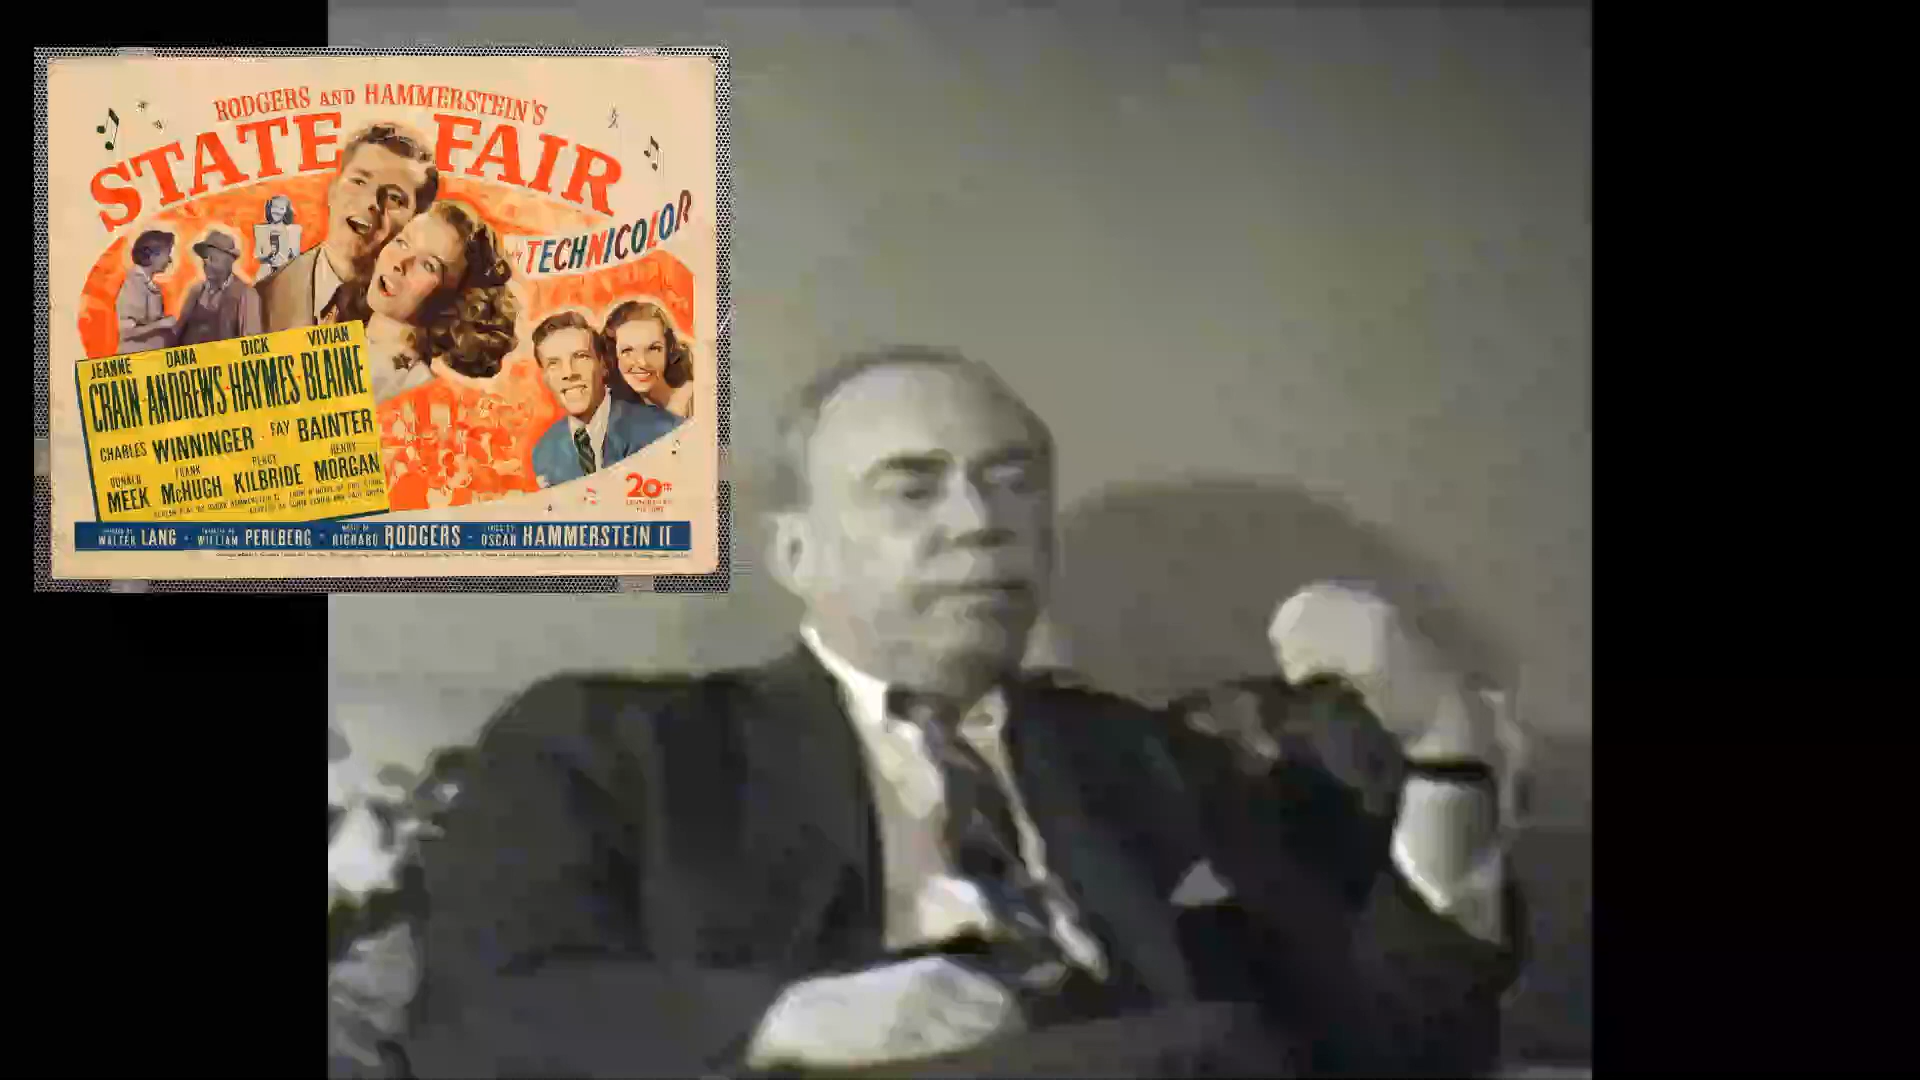 RODGERS AND HAMMERSTEIN'S
STATE FAIR
TECHNICOLOR
JEANNE DANA DICK VIVIAN
CRAIN · ANDREWS · HAYMES · BLAINE
CHARLES WINNINGER · FAY BAINTER
DONALD FRANK PERCY HENRY
MEEK McHUGH KILBRIDE MORGAN
20TH
WALTER LANG · WILLIAM PERLBERG · RICHARD RODGERS · OSCAR HAMMERSTEIN II